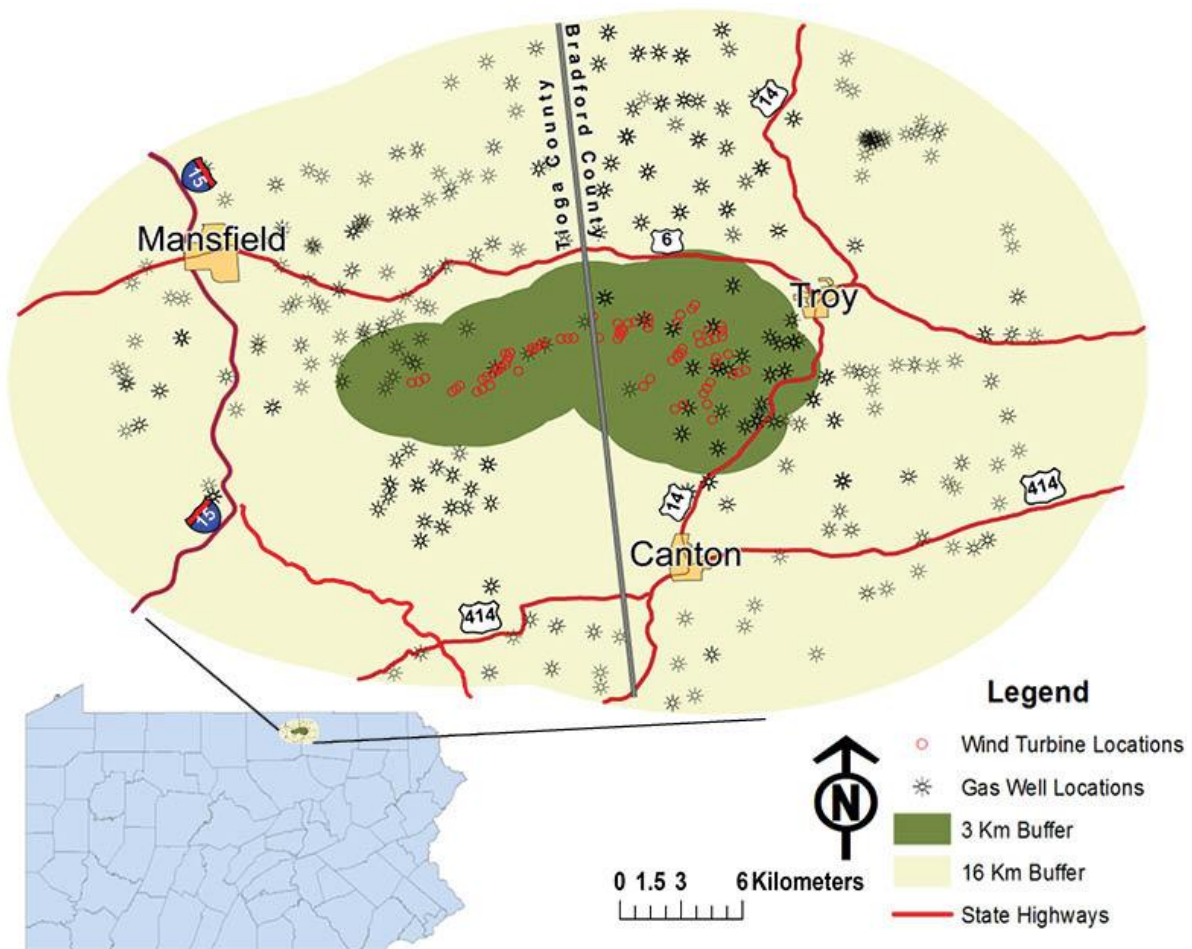 Bradford County
Tioga County
14
15
Mansfield
6
Troy
15
14
414
Canton
414
Legend
Wind Turbine Locations
Gas Well Locations
N
3 Km Buffer
16 Km Buffer
0 1.5 3 6 Kilometers
State Highways